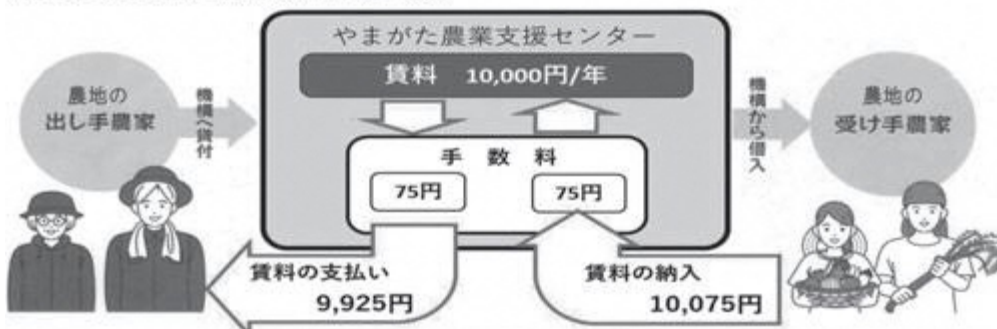 やまがた農業支援センター
賃料 10,000円/年
農地の
出し手農家
機構へ貸付
機構から借入
農地の
受け手農家
手数料
75円
75円
賃料の支払い
9,925円
賃料の納入
10,075円